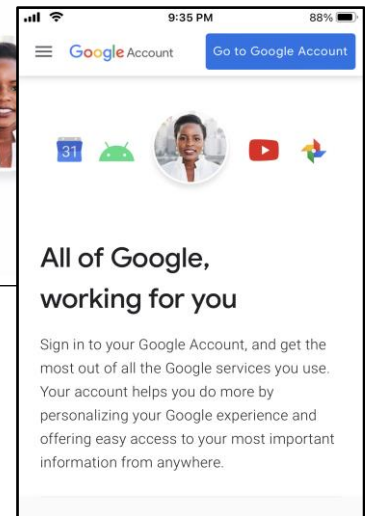 9:35 PM 88%
Google Account Go to Google Account
31
All of Google,
working for you
Sign in to your Google Account, and get the
most out of all the Google services you use.
Your account helps you do more by
personalizing your Google experience and
offering easy access to your most important
information from anywhere.